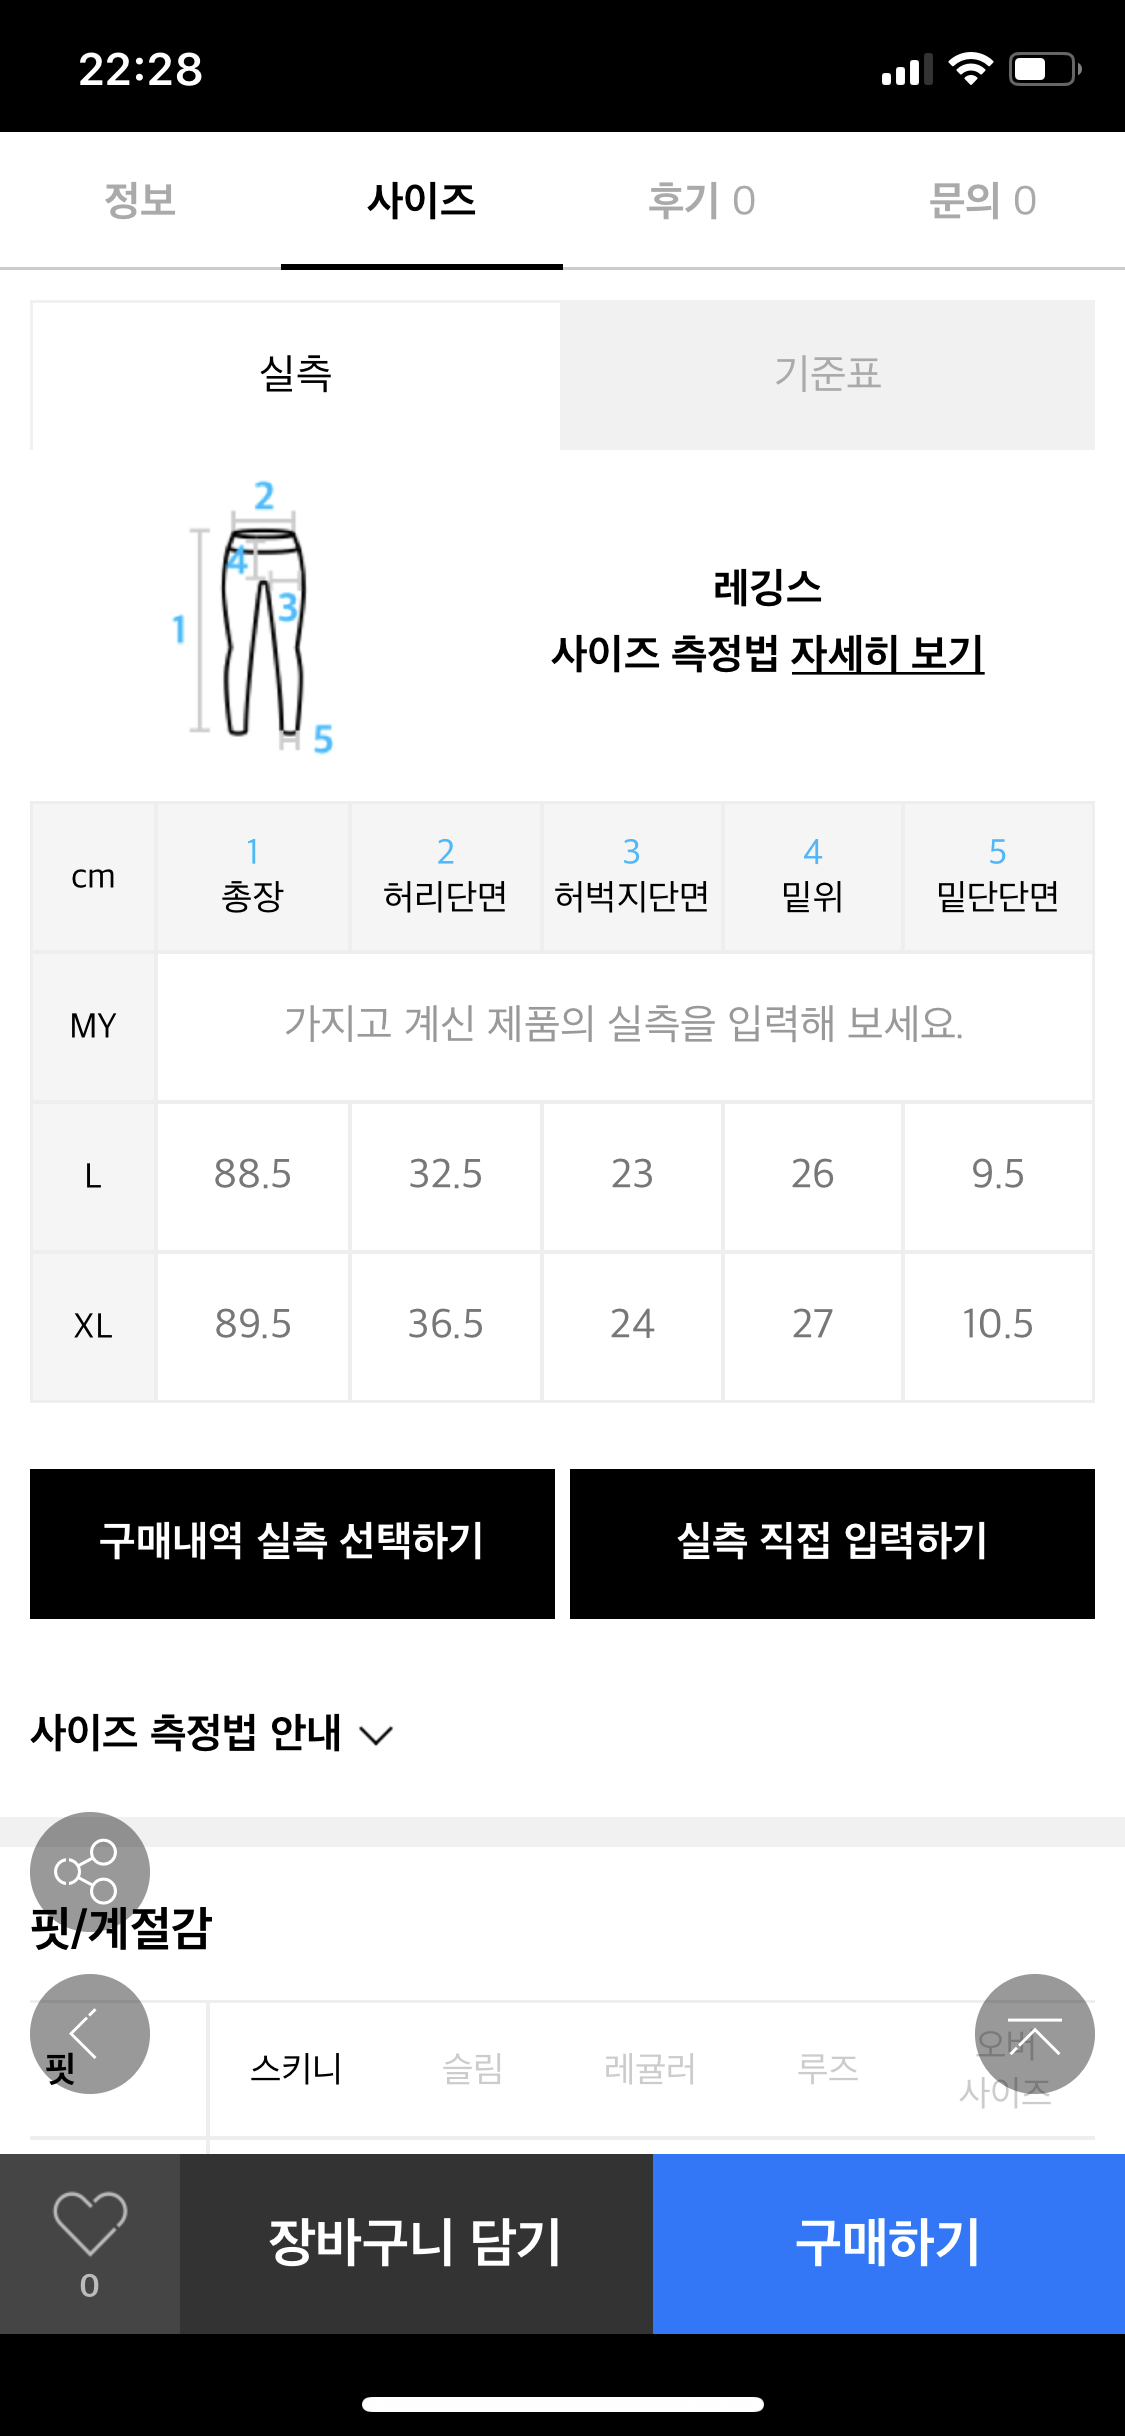 22:28
정보 사이즈 후기 0 문의 0
실측 기준표
2
4
3
1
5
레깅스
사이즈 측정법 자세히 보기
cm 1 2 3 4 5
총장 허리단면 허벅지단면 밑위 밑단단면
MY 가지고 계신 제품의 실측을 입력해 보세요.
L 88.5 32.5 23 26 9.5
XL 89.5 36.5 24 27 10.5
구매내역 실측 선택하기 실측 직접 입력하기
사이즈 측정법 안내
핏/계절감
핏 스키니 슬림 레귤러 루즈 오버
사이즈
0 장바구니 담기 구매하기